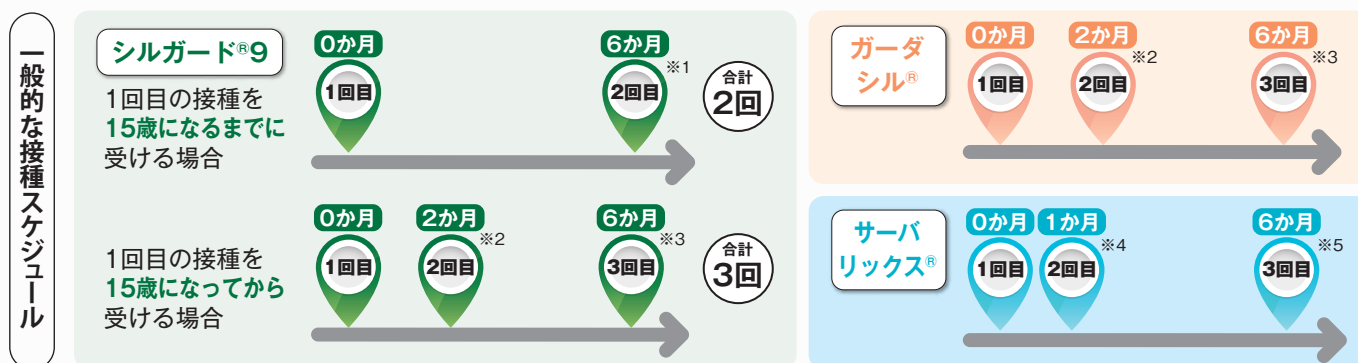 一般的な接種スケジュール
シルガード®9
1回目の接種を
15歳になるまでに
受ける場合
0か月
1回目
6か月
※1
2回目
合計
2回
1回目の接種を
15歳になってから
受ける場合
0か月
1回目
2か月
※2
2回目
6か月
※3
3回目
合計
3回
ガーダ
シル®
0か月
1回目
2か月
※2
2回目
6か月
※3
3回目
サーバ
リックス®
0か月
1回目
1か月
※4
2回目
6か月
※5
3回目